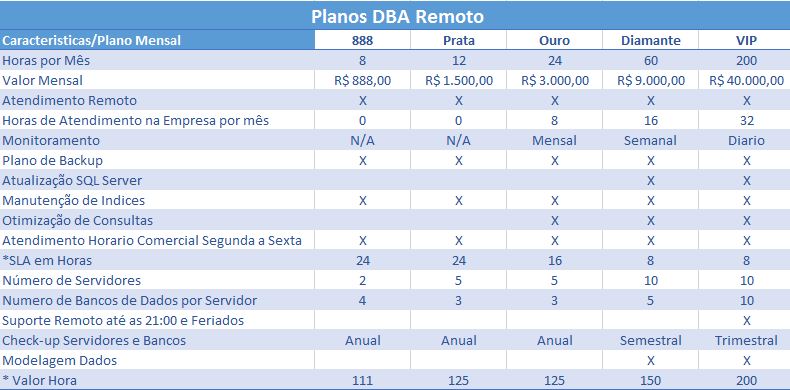 Planos DBA Remoto
Caracteristicas/Plano Mensal 888 Prata Ouro Diamante VIP
Horas por Mês 8 12 24 60 200
Valor Mensal R$ 888,00 R$ 1.500,00 R$ 3.000,00 R$ 9.000,00 R$ 40.000,00
Atendimento Remoto X X X X X
Horas de Atendimento na Empresa por mês 0 0 8 16 32
Monitoramento N/A N/A Mensal Semanal Diario
Plano de Backup X X X X X
Atualização SQL Server X X
Manutenção de Indices X X X X X
Otimização de Consultas X X X
Atendimento Horario Comercial Segunda a Sexta X X X X X
*SLA em Horas 24 24 16 8 8
Número de Servidores 2 5 5 10 10
Numero de Bancos de Dados por Servidor 4 3 3 5 10
Suporte Remoto até as 21:00 e Feriados X
Check-up Servidores e Bancos Anual Anual Anual Semestral Trimestral
Modelagem Dados X X
* Valor Hora 111 125 125 150 200